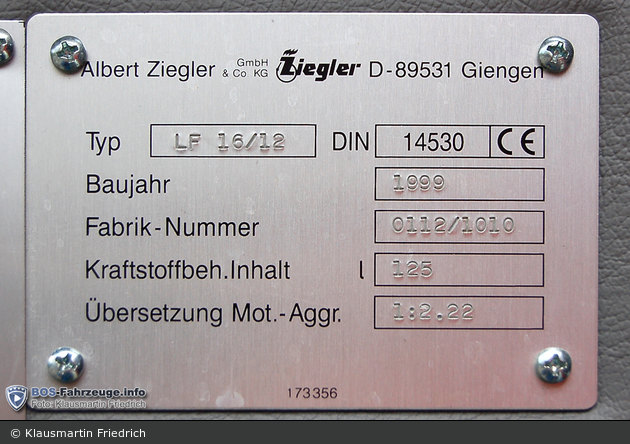 Albert Ziegler GmbH & Co. KG Ziegler D-89531 Giengen
Typ LF 16/12 DIN 14530 CE
Baujahr 1999
Fabrik-Nummer 0112/1010
Kraftstoffbeh.Inhalt l 125
Übersetzung Mot.-Aggr. 1:2.22
173356
BOS-Fahrzeuge.info
Foto: Klausmartin Friedrich
© Klausmartin Friedrich